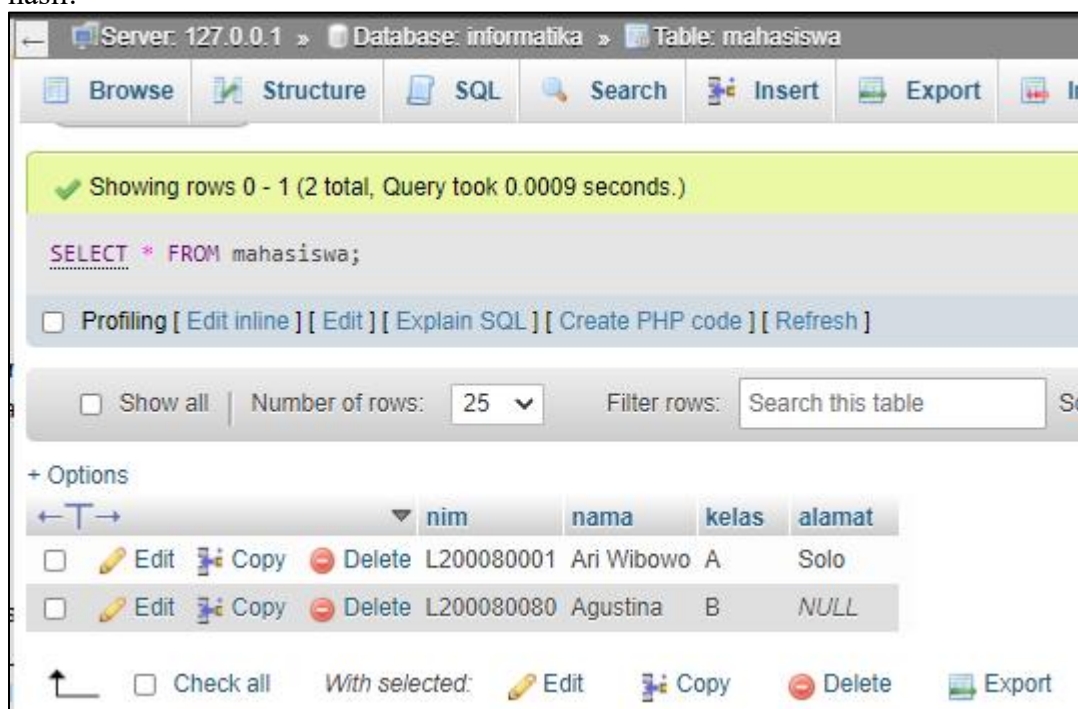 hasil:
Server: 127.0.0.1 » Database: informatika » Table: mahasiswa
Browse Structure SQL Search Insert Export
Showing rows 0 - 1 (2 total, Query took 0.0009 seconds.)
SELECT * FROM mahasiswa;
Profiling [ Edit inline ] [ Edit ] [ Explain SQL ] [ Create PHP code ] [ Refresh ]
Show all | Number of rows: 25 Filter rows: Search this table
+ Options
←T→ nim nama kelas alamat
Edit Copy Delete L200080001 Ari Wibowo A Solo
Edit Copy Delete L200080080 Agustina B NULL
Check all With selected: Edit Copy Delete Export